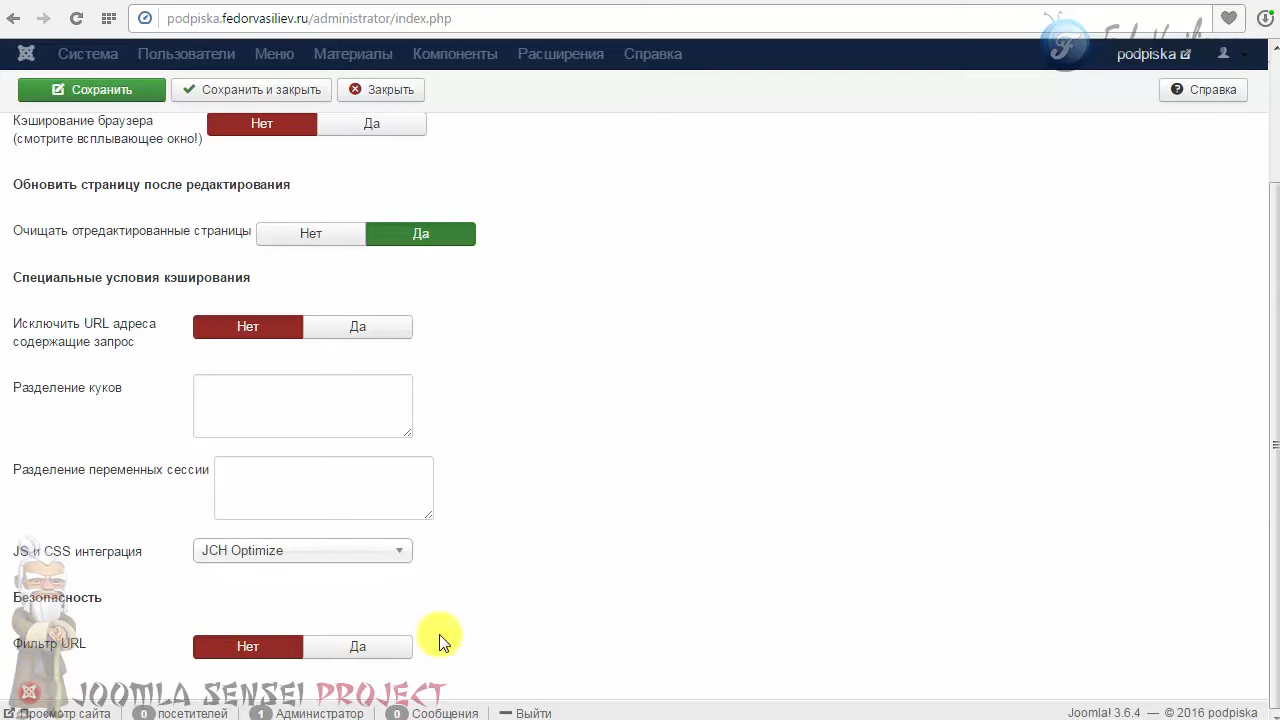 podpiska.fedorvasiliev.ru/administrator/index.php
Система Пользователи Меню Материалы Компоненты Расширения Справка podpiska
Сохранить Сохранить и закрыть Закрыть Справка
Кэширование браузера
(смотрите всплывающее окно!)
Нет Да
Обновить страницу после редактирования
Очищать отредактированные страницы Нет Да
Специальные условия кэширования
Исключить URL адреса
содержащие запрос
Нет Да
Разделение куков
Разделение переменных сессии
JS и CSS интеграция JCH Optimize
Безопасность
Фильтр URL Нет Да
JOOMLA SENSEI PROJECT
Просмотр сайта 0 посетителей 1 Администратор 0 Сообщения Выйти Joomla! 3.6.4 — © 2016 podpiska